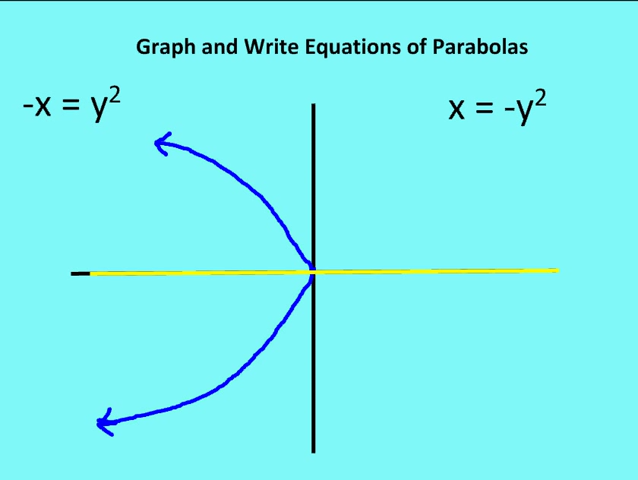 Graph and Write Equations of Parabolas
-x = y²
x = -y²